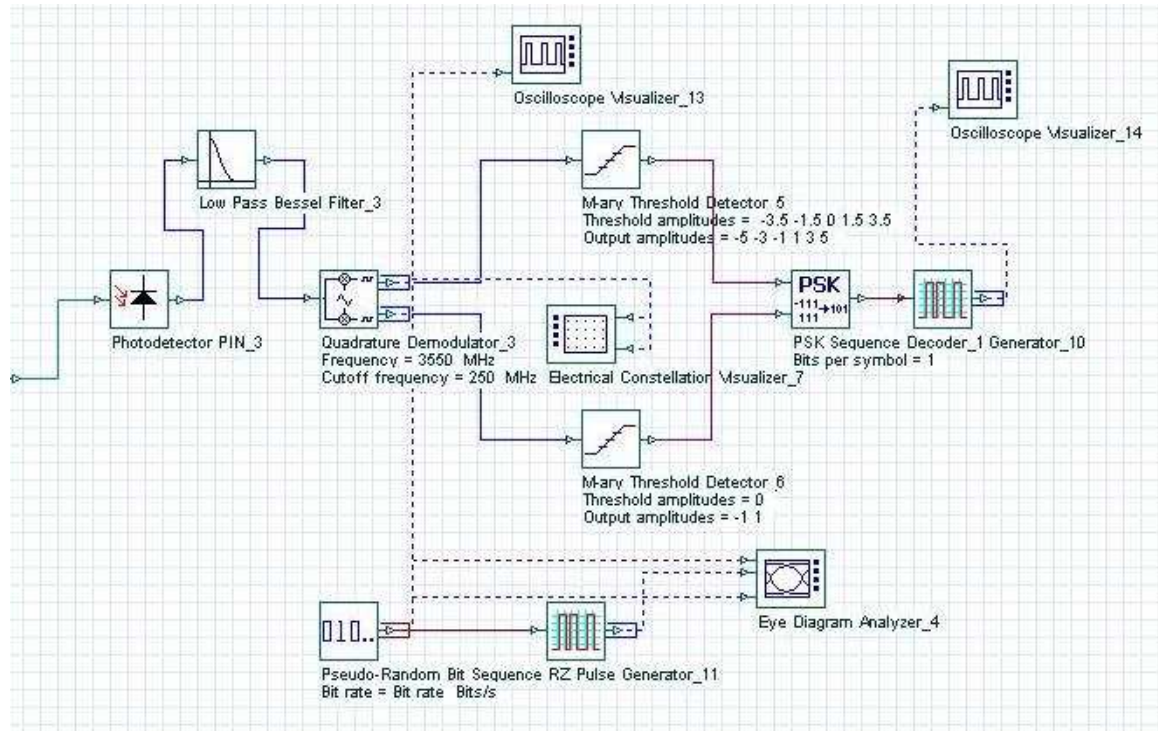 Oscilloscope Visualizer_13
Oscilloscope Visualizer_14
Low Pass Bessel Filter_3
M-ary Threshold Detector_5
Threshold amplitudes = -3.5 -1.5 0 1.5 3.5
Output amplitudes = -5 -3 -1 1 3 5
PSK
-111
111→101
Photodetector PIN_3
Quadrature Demodulator_3
Frequency = 3550 MHz
Cutoff frequency = 250 MHz
Electrical Constellation Visualizer_7
PSK Sequence Decoder_1
Bits per symbol = 1
Generator_10
M-ary Threshold Detector_6
Threshold amplitudes = 0
Output amplitudes = -1 1
Eye Diagram Analyzer_4
010..
Pseudo-Random Bit Sequence
Bit rate = Bit rate Bits/s
RZ Pulse Generator_11